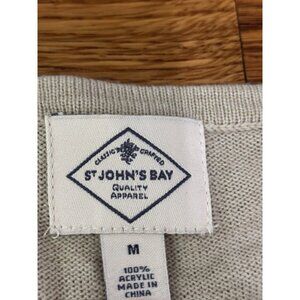 CLASSIC CRAFTED
ST JOHN'S BAY
QUALITY
APPAREL
M
100%
ACRYLIC
MADE IN
CHINA